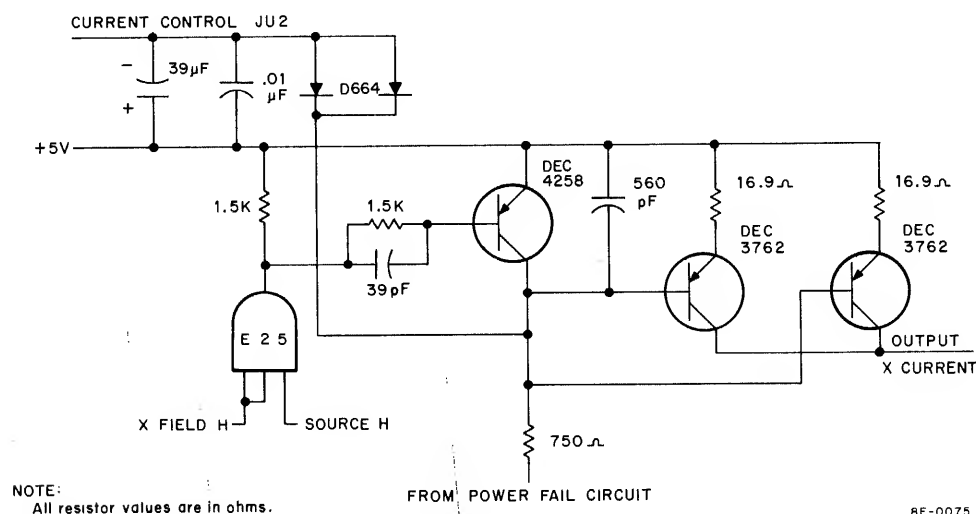 CURRENT CONTROL JU2
-
39µF
+
.01
µF
D664
+5V
1.5K
1.5K
39pF
DEC
4258
560
pF
16.9Ω
DEC
3762
16.9Ω
DEC
3762
E 2 5
OUTPUT
X CURRENT
X FIELD H
SOURCE H
750Ω
FROM POWER FAIL CIRCUIT
NOTE:
All resistor values are in ohms.
8E-0075